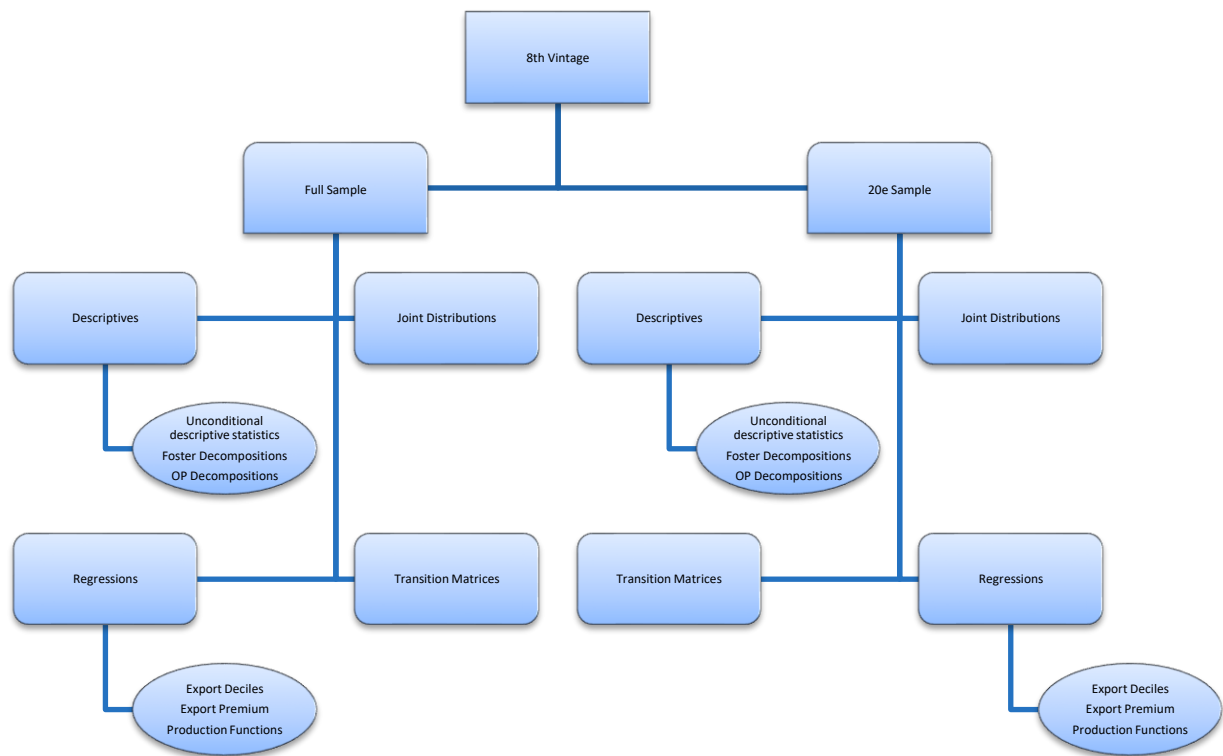 8th Vintage
Full Sample
20e Sample
Descriptives
Joint Distributions
Descriptives
Joint Distributions
Unconditional
descriptive statistics
Foster Decompositions
OP Decompositions
Unconditional
descriptive statistics
Foster Decompositions
OP Decompositions
Regressions
Transition Matrices
Transition Matrices
Regressions
Export Deciles
Export Premium
Production Functions
Export Deciles
Export Premium
Production Functions